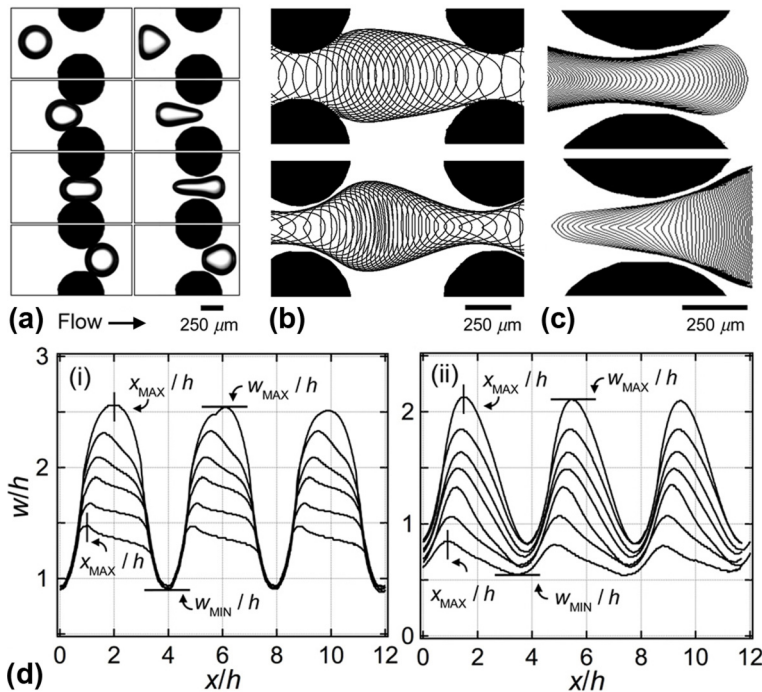 (a) Flow 250 μm
(b) 250 μm
(c) 250 μm
(d)
(i)
x_MAX / h
w_MAX / h
x_MAX / h
w_MIN / h
w/h
3
2
1
0 2 4 6 8 10 12
x/h
(ii)
x_MAX / h
w_MAX / h
x_MAX / h
w_MIN / h
2
1
0
0 2 4 6 8 10 12
x/h